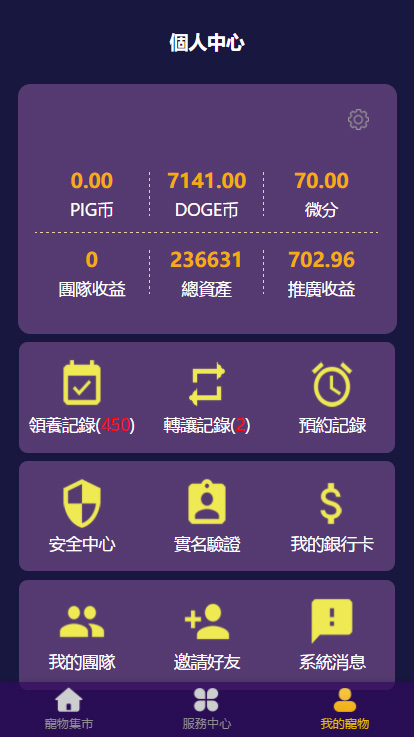 個人中心
0.00 7141.00 70.00
PIG币 DOGE币 微分
0 236631 702.96
團隊收益 總資產 推廣收益
領養記錄(450) 轉讓記錄(2) 預約記錄
安全中心 實名驗證 我的銀行卡
我的團隊 邀請好友 系統消息
寵物集市 服務中心 我的寵物